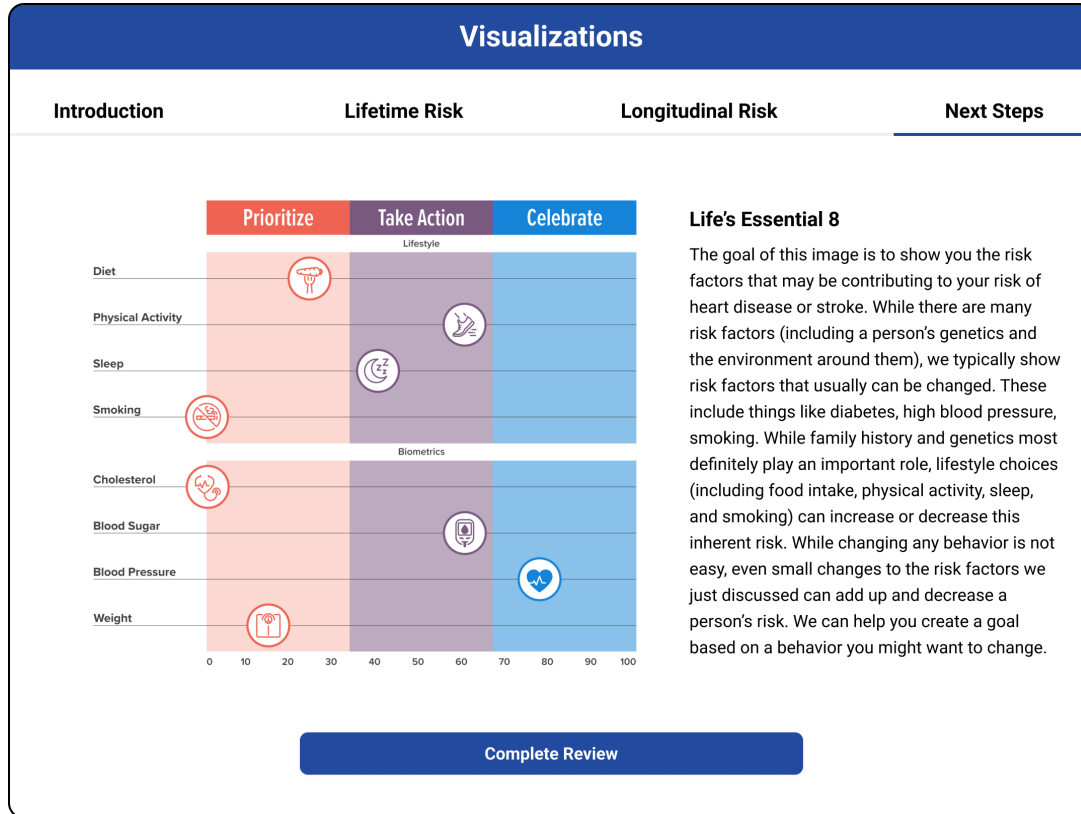 Visualizations
Introduction
Lifetime Risk
Longitudinal Risk
Next Steps
Prioritize
Take Action
Celebrate
Lifestyle
Diet
Physical Activity
Sleep
Smoking
Biometrics
Cholesterol
Blood Sugar
Blood Pressure
Weight
0 10 20 30 40 50 60 70 80 90 100
Life's Essential 8
The goal of this image is to show you the risk
factors that may be contributing to your risk of
heart disease or stroke. While there are many
risk factors (including a person's genetics and
the environment around them), we typically show
risk factors that usually can be changed. These
include things like diabetes, high blood pressure,
smoking. While family history and genetics most
definitely play an important role, lifestyle choices
(including food intake, physical activity, sleep,
and smoking) can increase or decrease this
inherent risk. While changing any behavior is not
easy, even small changes to the risk factors we
just discussed can add up and decrease a
person's risk. We can help you create a goal
based on a behavior you might want to change.
Complete Review